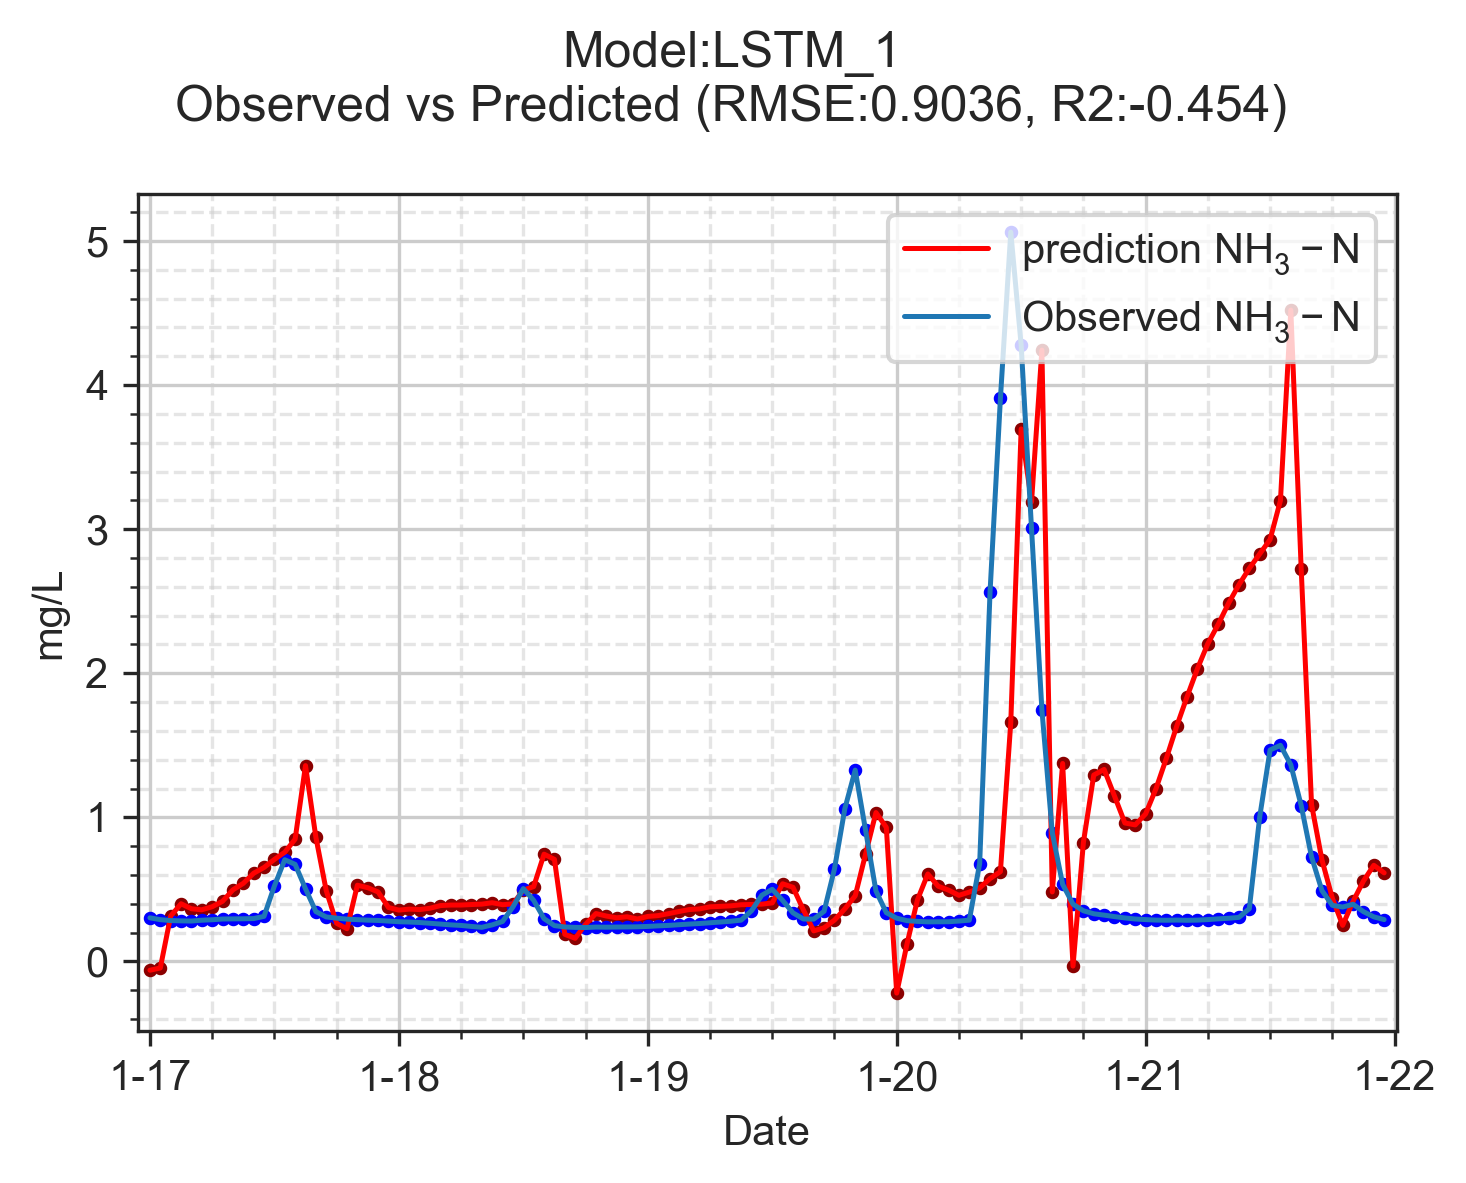 Model:LSTM_1
Observed vs Predicted (RMSE:0.9036, R2:-0.454)
prediction NH₃ − N
Observed NH₃ − N
5
4
3
2
1
0
mg/L
1-17 1-18 1-19 1-20 1-21 1-22
Date